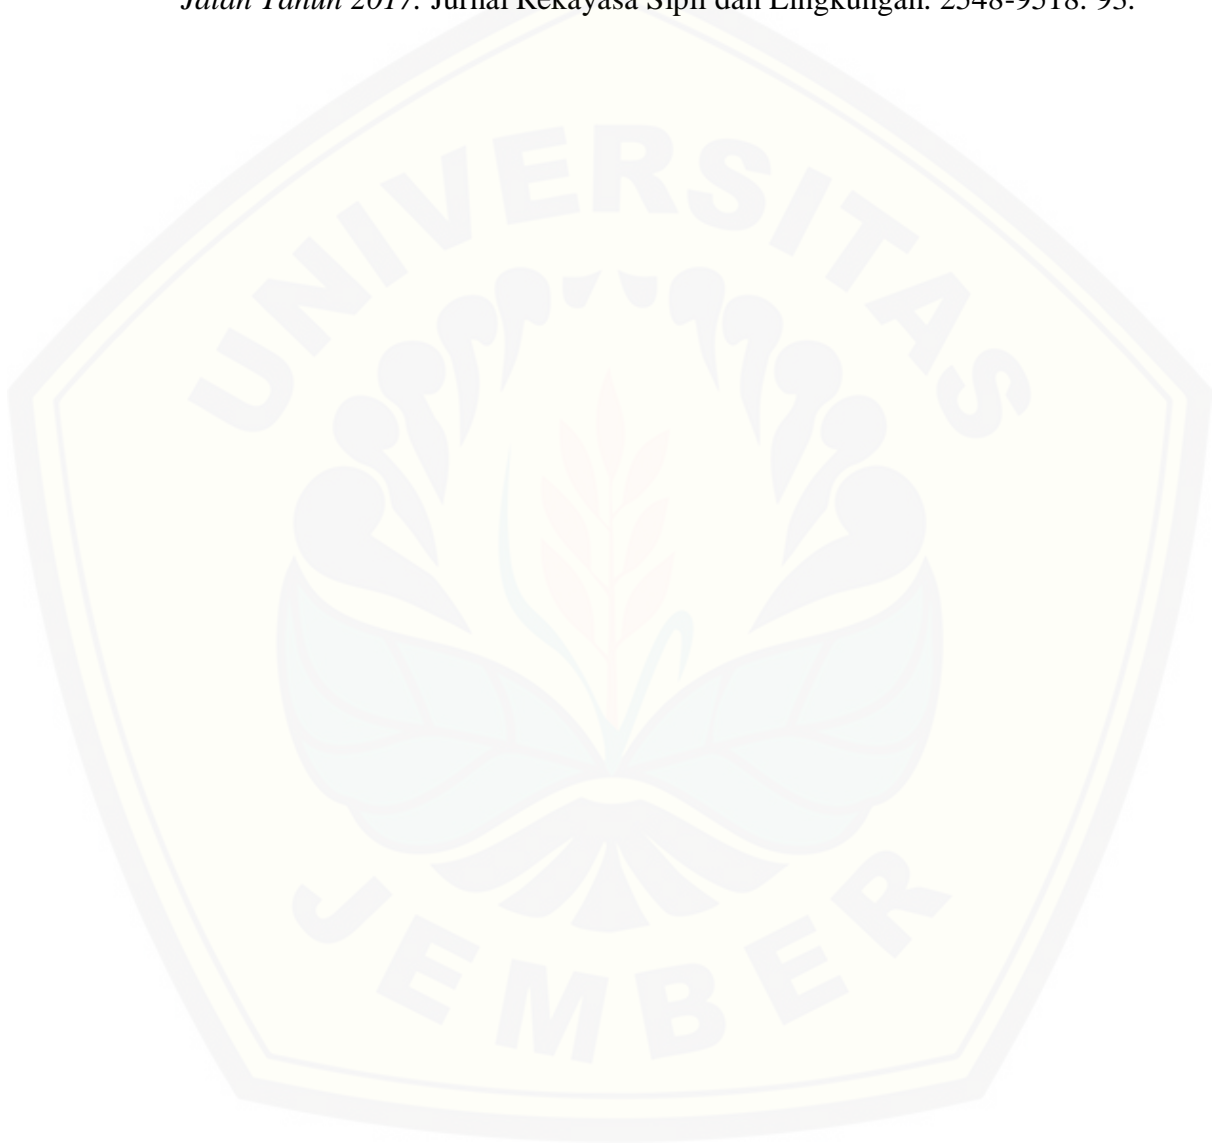 Jalan Tahun 2017. Jurnal Rekayasa Sipil dan Lingkungan. 2548-9518. 95.
UNIVERSITAS
JEMBER